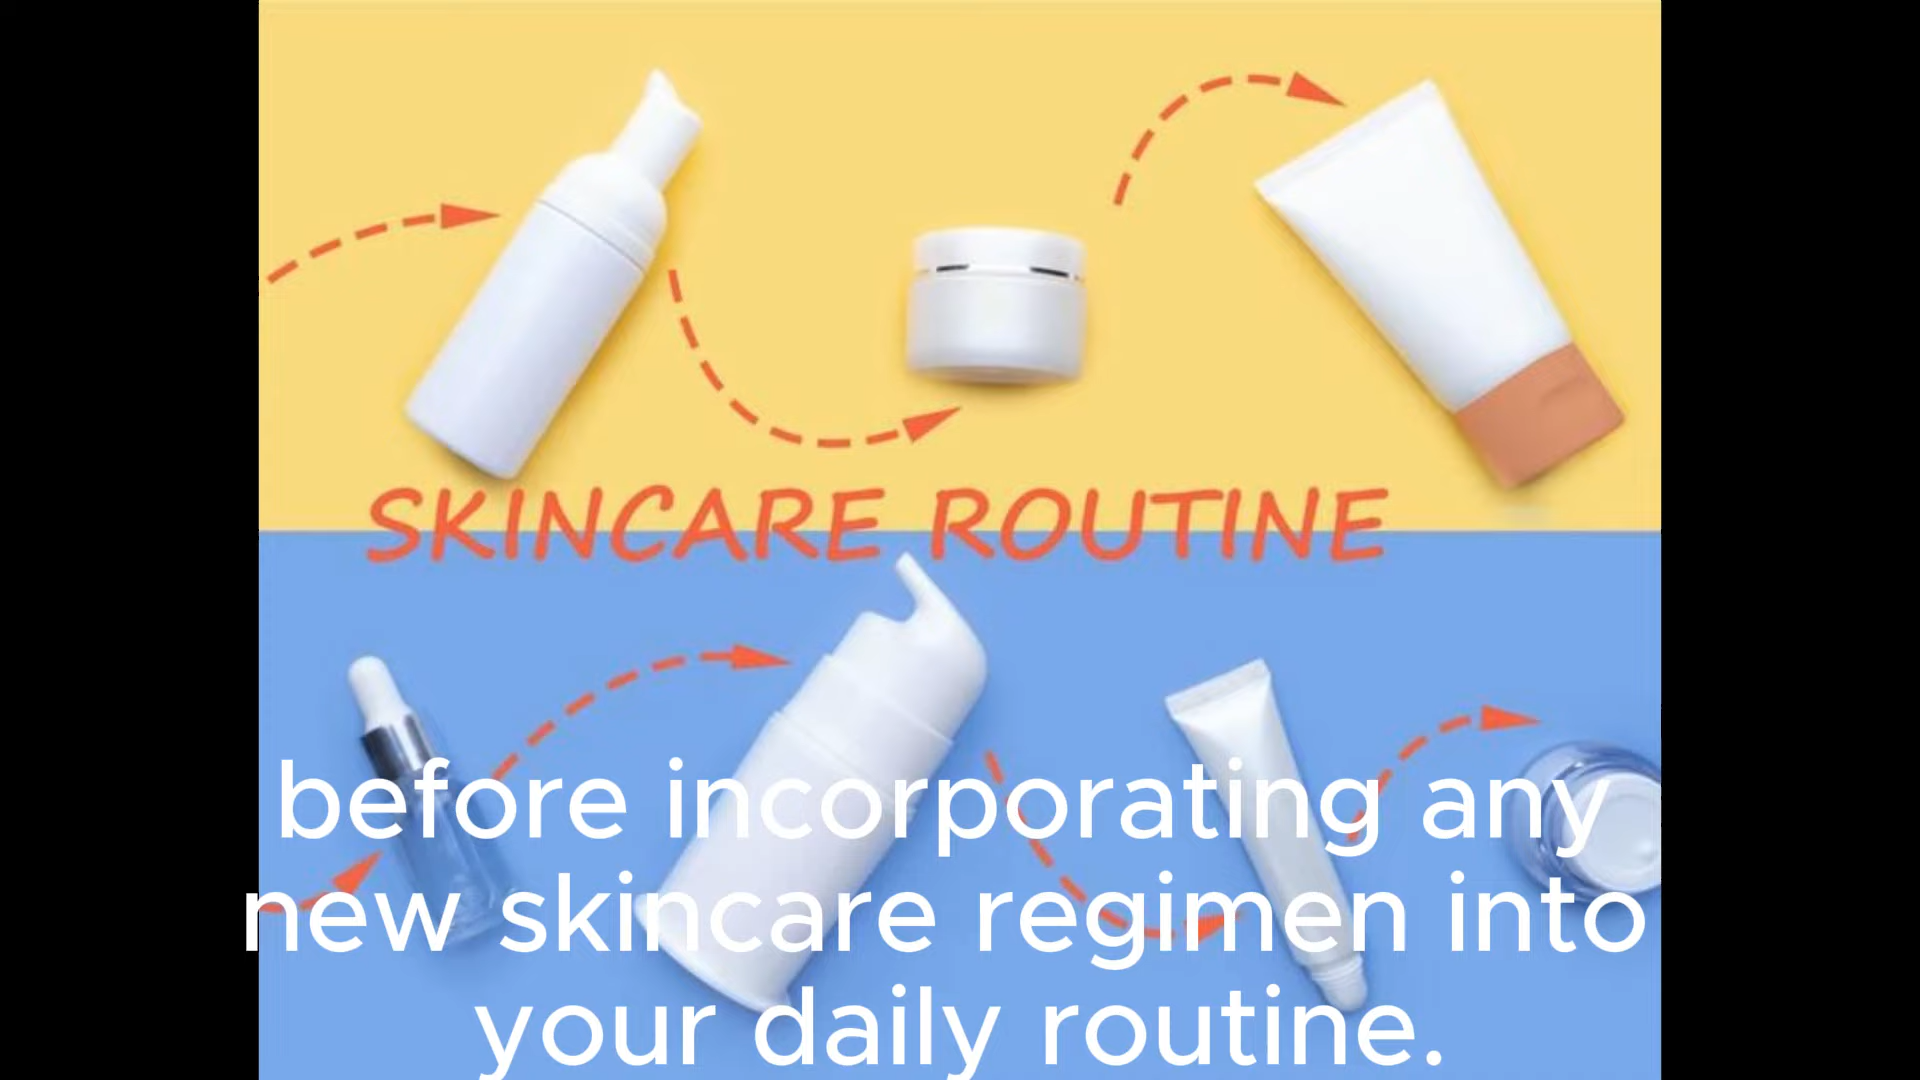 SKINCARE ROUTINE
before incorporating any
new skincare regimen into
your daily routine.